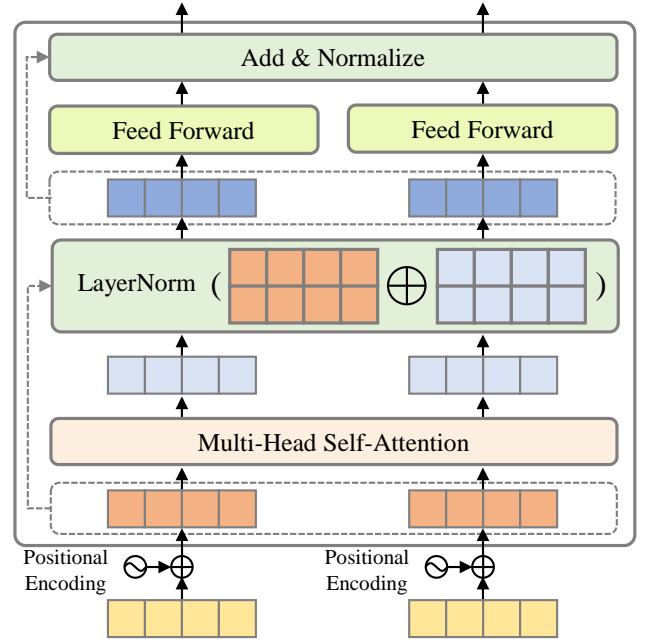 Add & Normalize
Feed Forward
Feed Forward
LayerNorm ( )
Multi-Head Self-Attention
Positional
Encoding
Positional
Encoding